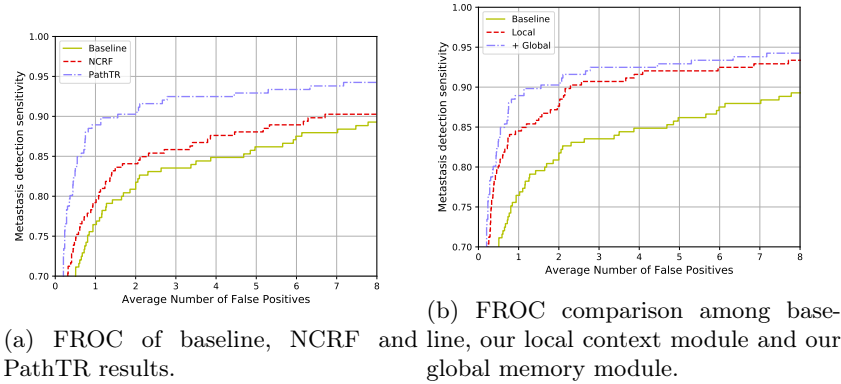 1.00
0.95
0.90
0.85
0.80
0.75
0.70
0 1 2 3 4 5 6 7 8
Metastasis detection sensitivity
Average Number of False Positives
Baseline
NCRF
PathTR
(a) FROC of baseline, NCRF and
PathTR results.
1.00
0.95
0.90
0.85
0.80
0.75
0.70
0 1 2 3 4 5 6 7 8
Metastasis detection sensitivity
Average Number of False Positives
Baseline
Local
+ Global
(b) FROC comparison among base-
line, our local context module and our
global memory module.